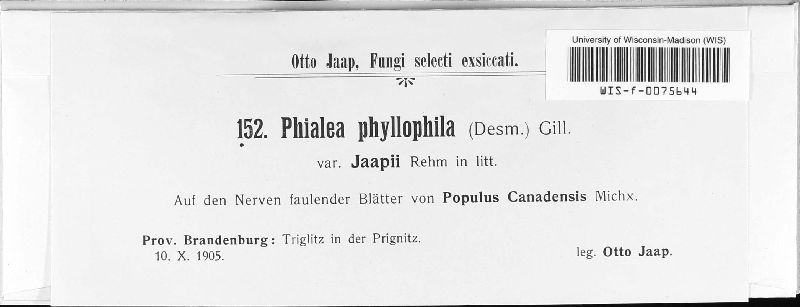 University of Wisconsin-Madison (WIS)
WIS-f-0075644
Otto Jaap, Fungi selecti exsiccati.
152. Phialea phyllophila (Desm.) Gill.
var. Jaapii Rehm in litt.
Auf den Nerven faulender Blätter von Populus Canadensis Michx.
Prov. Brandenburg: Triglitz in der Prignitz.
10. X. 1905.
leg. Otto Jaap.